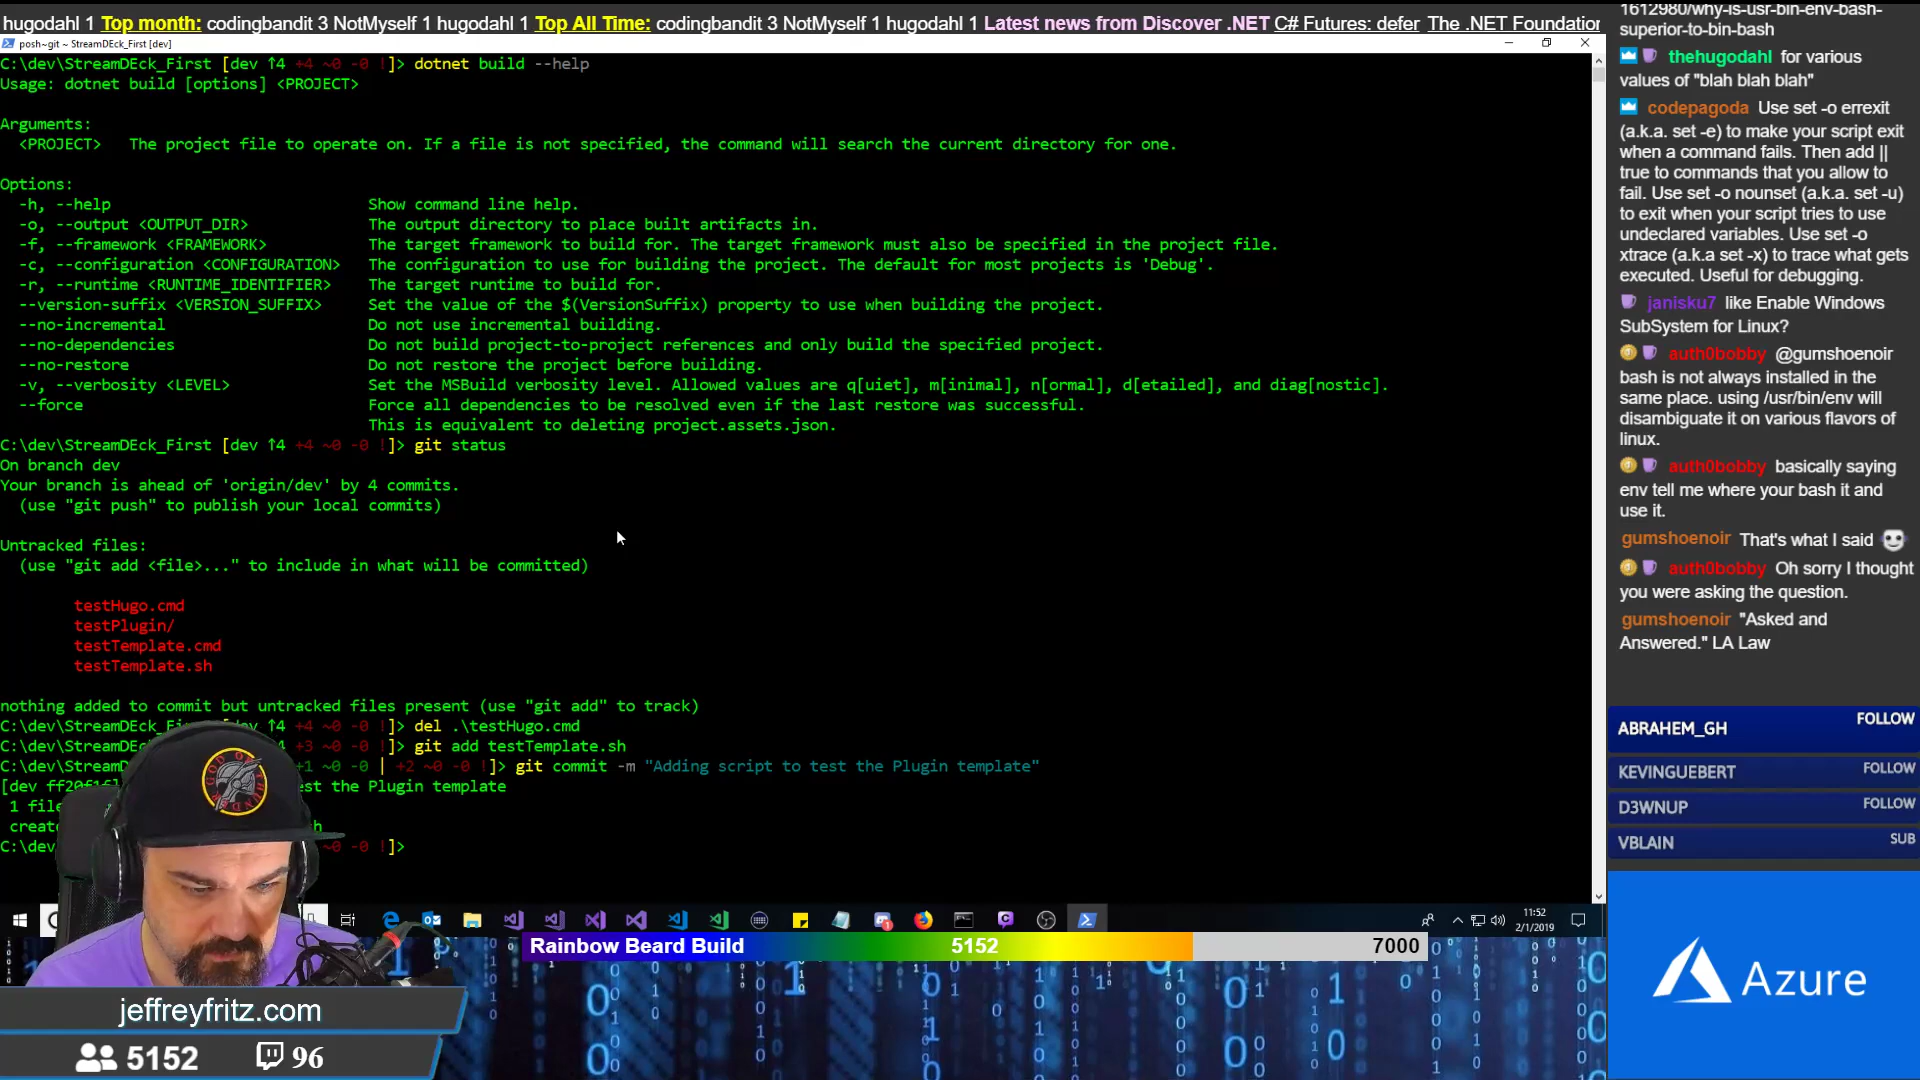 hugodahl 1 Top month: codingbandit 3 NotMyself 1 hugodahl 1 Top All Time: codingbandit 3 NotMyself 1 hugodahl 1 Latest news from Discover .NET C# Futures: defer The .NET Foundation
posh~git ~ StreamDEck_First [dev]
C:\dev\StreamDEck_First [dev ↑4 +4 ~0 -0 !]> dotnet build --help
Usage: dotnet build [options] <PROJECT>
Arguments:
<PROJECT> The project file to operate on. If a file is not specified, the command will search the current directory for one.
Options:
-h, --help Show command line help.
-o, --output <OUTPUT_DIR> The output directory to place built artifacts in.
-f, --framework <FRAMEWORK> The target framework to build for. The target framework must also be specified in the project file.
-c, --configuration <CONFIGURATION> The configuration to use for building the project. The default for most projects is 'Debug'.
-r, --runtime <RUNTIME_IDENTIFIER> The target runtime to build for.
--version-suffix <VERSION_SUFFIX> Set the value of the $(VersionSuffix) property to use when building the project.
--no-incremental Do not use incremental building.
--no-dependencies Do not build project-to-project references and only build the specified project.
--no-restore Do not restore the project before building.
-v, --verbosity <LEVEL> Set the MSBuild verbosity level. Allowed values are q[uiet], m[inimal], n[ormal], d[etailed], and diag[nostic].
--force Force all dependencies to be resolved even if the last restore was successful.
This is equivalent to deleting project.assets.json.
C:\dev\StreamDEck_First [dev ↑4 +4 ~0 -0 !]> git status
On branch dev
Your branch is ahead of 'origin/dev' by 4 commits.
(use "git push" to publish your local commits)
Untracked files:
(use "git add <file>..." to include in what will be committed)
testHugo.cmd
testPlugin/
testTemplate.cmd
testTemplate.sh
nothing added to commit but untracked files present (use "git add" to track)
C:\dev\StreamDEck_First [dev ↑4 +4 ~0 -0 !]> del .\testHugo.cmd
C:\dev\StreamDEc ↑4 +3 ~0 -0 !]> git add testTemplate.sh
C:\dev\StreamD +1 ~0 -0 | +2 ~0 -0 !]> git commit -m "Adding script to test the Plugin template"
[dev ff20f1f st the Plugin template
1 file
create h
C:\dev ~0 -0 !]>
1612980/why-is-usr-bin-env-bash-
superior-to-bin-bash
thehugodahl for various
values of "blah blah blah"
codepagoda Use set -o errexit
(a.k.a. set -e) to make your script exit
when a command fails. Then add ||
true to commands that you allow to
fail. Use set -o nounset (a.k.a. set -u)
to exit when your script tries to use
undeclared variables. Use set -o
xtrace (a.k.a set -x) to trace what gets
executed. Useful for debugging.
janisku7 like Enable Windows
SubSystem for Linux?
auth0bobby @gumshoenoir
bash is not always installed in the
same place. using /usr/bin/env will
disambiguate it on various flavors of
linux.
auth0bobby basically saying
env tell me where your bash it and
use it.
gumshoenoir That's what I said
auth0bobby Oh sorry I thought
you were asking the question.
gumshoenoir "Asked and
Answered." LA Law
ABRAHEM_GH FOLLOW
KEVINGUEBERT FOLLOW
D3WNUP FOLLOW
VBLAIN SUB
11:52
2/1/2019
Rainbow Beard Build 5152 7000
jeffreyfritz.com
5152 96
Azure